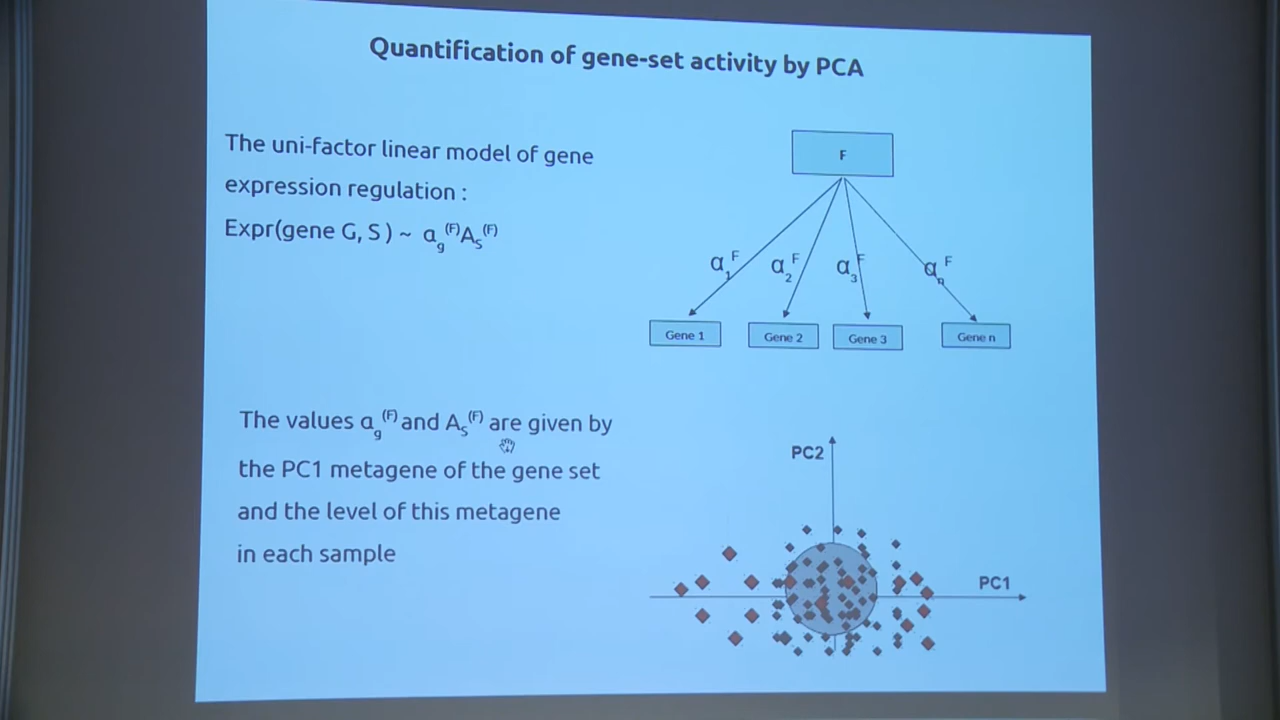 Quantification of gene-set activity by PCA
The uni-factor linear model of gene
expression regulation :
Expr(gene G, S ) ~ α_g^(F) A_s^(F)
F
α_1^F α_2^F α_3^F α_n^F
Gene 1 Gene 2 Gene 3 Gene n
The values α_g^(F) and A_s^(F) are given by
the PC1 metagene of the gene set
and the level of this metagene
in each sample
PC2
PC1